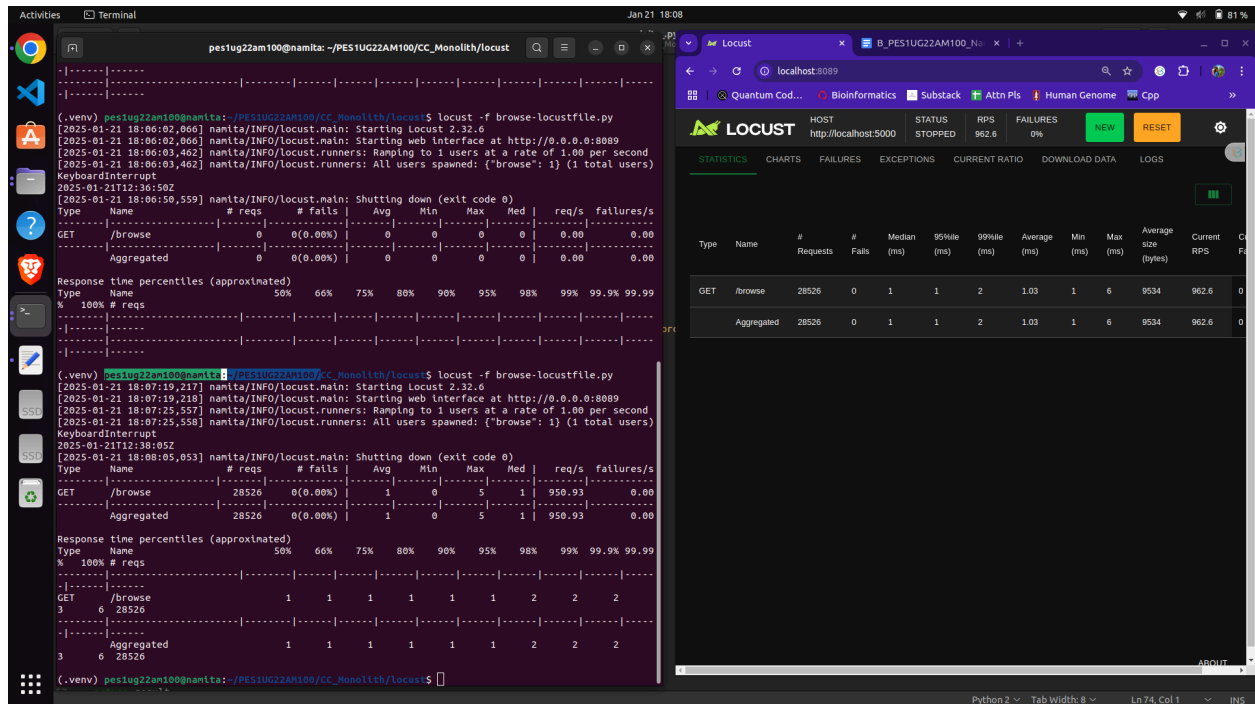 Activities
Terminal
Jan 21 18:08
81 %
pes1ug22am100@namita: ~/PES1UG22AM100/CC_Monolith/locust
-|------|------
--------|----------------------|--------|------|------|------|------|------|------|------|------|-----
-|------|------
(.venv) pes1ug22am100@namita:~/PES1UG22AM100/CC_Monolith/locust$ locust -f browse-locustfile.py
[2025-01-21 18:06:02,066] namita/INFO/locust.main: Starting Locust 2.32.6
[2025-01-21 18:06:02,066] namita/INFO/locust.main: Starting web interface at http://0.0.0.0:8089
[2025-01-21 18:06:03,462] namita/INFO/locust.runners: Ramping to 1 users at a rate of 1.00 per second
[2025-01-21 18:06:03,462] namita/INFO/locust.runners: All users spawned: {"browse": 1} (1 total users)
KeyboardInterrupt
2025-01-21T12:36:50Z
[2025-01-21 18:06:50,559] namita/INFO/locust.main: Shutting down (exit code 0)
Type Name # reqs # fails | Avg Min Max Med | req/s failures/s
--------|----------------|-------|-------------|-------|-------|-------|-------|--------|-----------
GET /browse 0 0(0.00%) | 0 0 0 0 | 0.00 0.00
--------|----------------|-------|-------------|-------|-------|-------|-------|--------|-----------
Aggregated 0 0(0.00%) | 0 0 0 0 | 0.00 0.00
Response time percentiles (approximated)
Type Name 50% 66% 75% 80% 90% 95% 98% 99% 99.9% 99.99
% 100% # reqs
--------|----------------------|--------|------|------|------|------|------|------|------|------|-----
-|------|------
--------|----------------------|--------|------|------|------|------|------|------|------|------|-----
-|------|------
(.venv) pes1ug22am100@namita:~/PES1UG22AM100/CC_Monolith/locust$ locust -f browse-locustfile.py
[2025-01-21 18:07:19,217] namita/INFO/locust.main: Starting Locust 2.32.6
[2025-01-21 18:07:19,218] namita/INFO/locust.main: Starting web interface at http://0.0.0.0:8089
[2025-01-21 18:07:25,557] namita/INFO/locust.runners: Ramping to 1 users at a rate of 1.00 per second
[2025-01-21 18:07:25,558] namita/INFO/locust.runners: All users spawned: {"browse": 1} (1 total users)
KeyboardInterrupt
2025-01-21T12:38:05Z
[2025-01-21 18:08:05,053] namita/INFO/locust.main: Shutting down (exit code 0)
Type Name # reqs # fails | Avg Min Max Med | req/s failures/s
--------|----------------|-------|-------------|-------|-------|-------|-------|--------|-----------
GET /browse 28526 0(0.00%) | 1 0 5 1 | 950.93 0.00
--------|----------------|-------|-------------|-------|-------|-------|-------|--------|-----------
Aggregated 28526 0(0.00%) | 1 0 5 1 | 950.93 0.00
Response time percentiles (approximated)
Type Name 50% 66% 75% 80% 90% 95% 98% 99% 99.9% 99.99
% 100% # reqs
--------|----------------------|--------|------|------|------|------|------|------|------|------|-----
-|------|------
GET /browse 1 1 1 1 1 1 2 2 2
3 6 28526
--------|----------------------|--------|------|------|------|------|------|------|------|------|-----
-|------|------
Aggregated 1 1 1 1 1 1 2 2 2
3 6 28526
(.venv) pes1ug22am100@namita:~/PES1UG22AM100/CC_Monolith/locust$
SSD
SSD
Locust
B_PES1UG22AM100_Na
localhost:8089
Quantum Cod... Bioinformatics Substack Attn Pls Human Genome Cpp »
LOCUST
HOST
http://localhost:5000
STATUS
STOPPED
RPS
962.6
FAILURES
0%
NEW
RESET
STATISTICS CHARTS FAILURES EXCEPTIONS CURRENT RATIO DOWNLOAD DATA LOGS
Type Name # Requests # Fails Median (ms) 95%ile (ms) 99%ile (ms) Average (ms) Min (ms) Max (ms) Average size (bytes) Current RPS
GET /browse 28526 0 1 1 2 1.03 1 6 9534 962.6 0
Aggregated 28526 0 1 1 2 1.03 1 6 9534 962.6 0
ABOUT
Python 2 Tab Width: 8 Ln 74, Col 1 INS